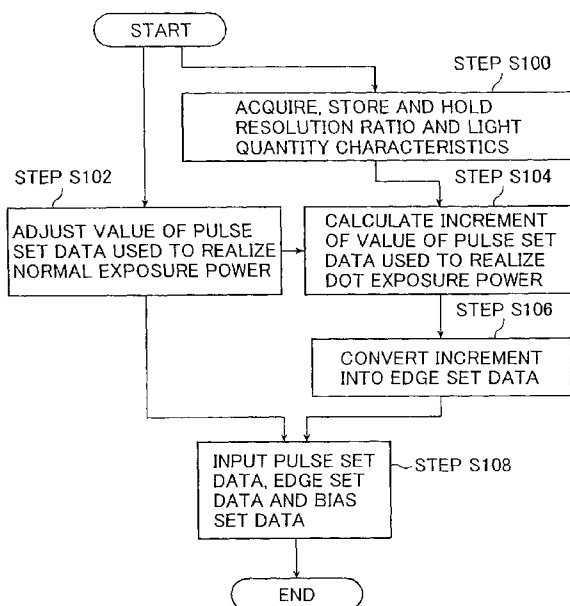 START
STEP S100
ACQUIRE, STORE AND HOLD
RESOLUTION RATIO AND LIGHT
QUANTITY CHARACTERISTICS
STEP S102
ADJUST VALUE OF PULSE
SET DATA USED TO REALIZE
NORMAL EXPOSURE POWER
STEP S104
CALCULATE INCREMENT
OF VALUE OF PULSE SET
DATA USED TO REALIZE
DOT EXPOSURE POWER
STEP S106
CONVERT INCREMENT
INTO EDGE SET DATA
INPUT PULSE SET
DATA, EDGE SET
DATA AND BIAS
SET DATA
STEP S108
END